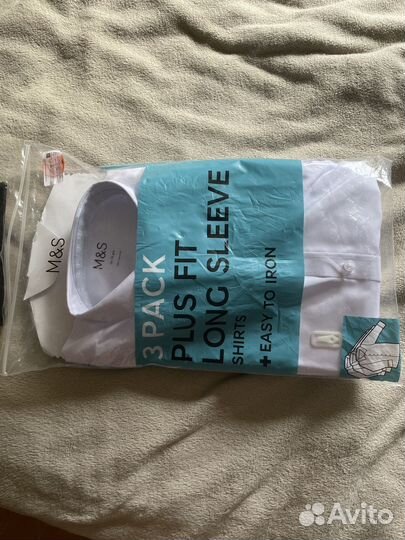 M&S
M&S
3 PACK
PLUS FIT
LONG SLEEVE
SHIRTS
+ EASY TO IRON
Avito